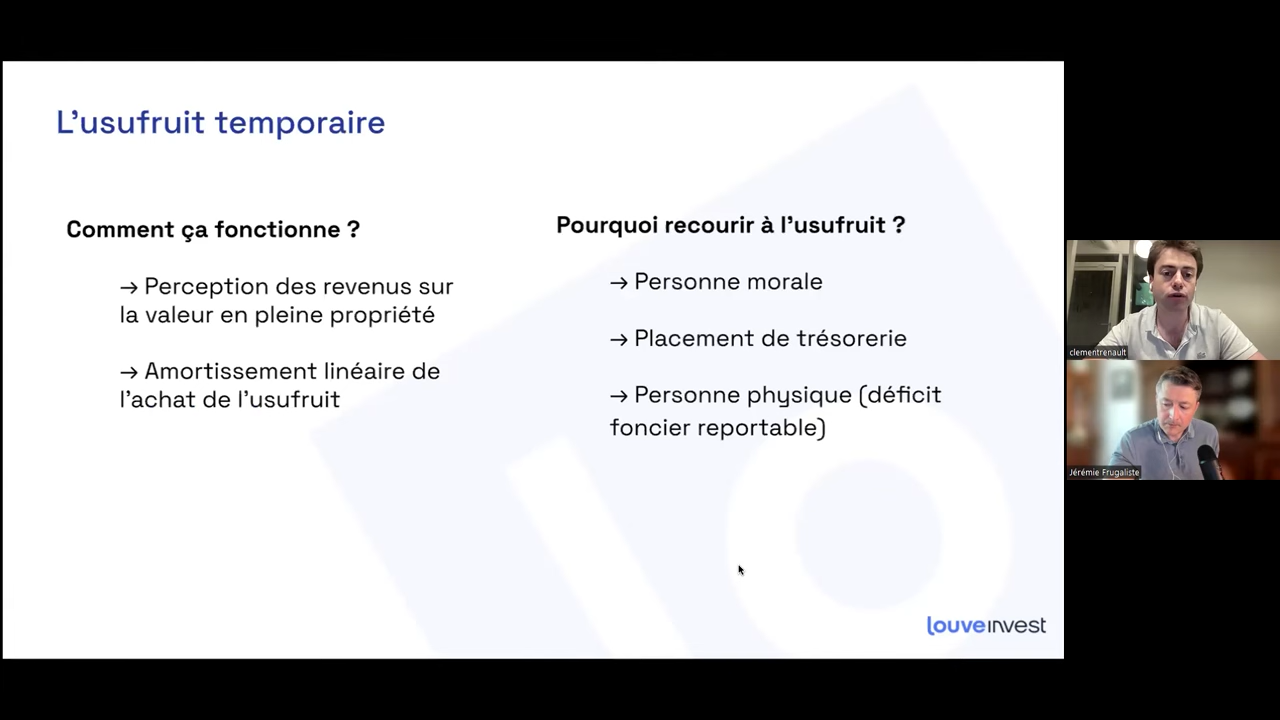 L'usufruit temporaire
Comment ça fonctionne ?
→ Perception des revenus sur
la valeur en pleine propriété
→ Amortissement linéaire de
l'achat de l'usufruit
Pourquoi recourir à l'usufruit ?
→ Personne morale
→ Placement de trésorerie
→ Personne physique (déficit
foncier reportable)
louveinvest
clementrenault
Jérémie Frugaliste